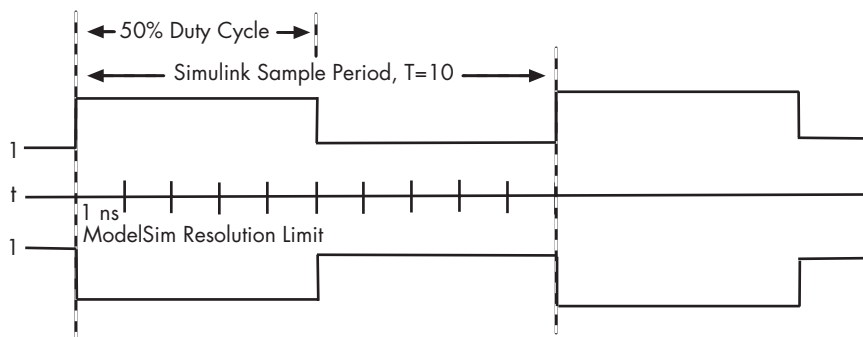 50% Duty Cycle
Simulink Sample Period, T=10
1
t
1 ns
ModelSim Resolution Limit
1